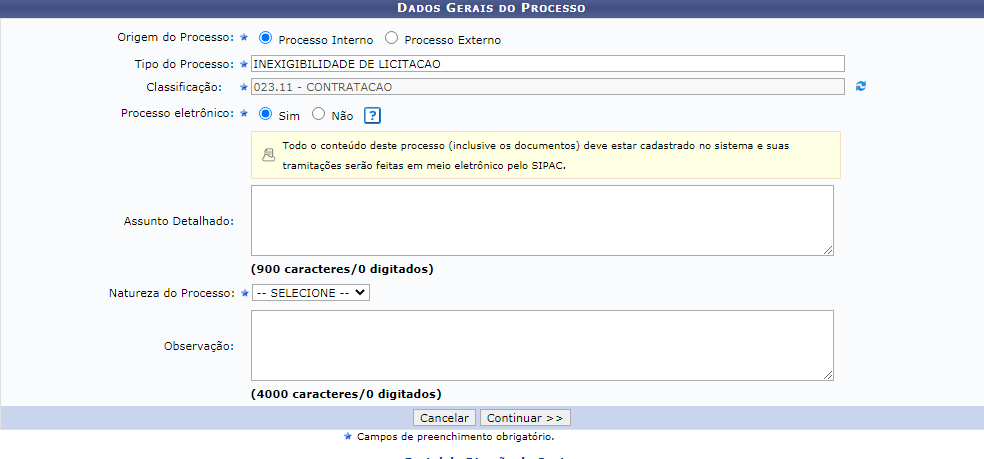 Dados Gerais do Processo
Origem do Processo: Processo Interno Processo Externo
Tipo do Processo: INEXIGIBILIDADE DE LICITACAO
Classificação: 023.11 - CONTRATACAO
Processo eletrônico: Sim Não ?
Todo o conteúdo deste processo (inclusive os documentos) deve estar cadastrado no sistema e suas
tramitações serão feitas em meio eletrônico pelo SIPAC.
Assunto Detalhado:
(900 caracteres/0 digitados)
Natureza do Processo: -- SELECIONE --
Observação:
(4000 caracteres/0 digitados)
Cancelar Continuar >>
Campos de preenchimento obrigatório.